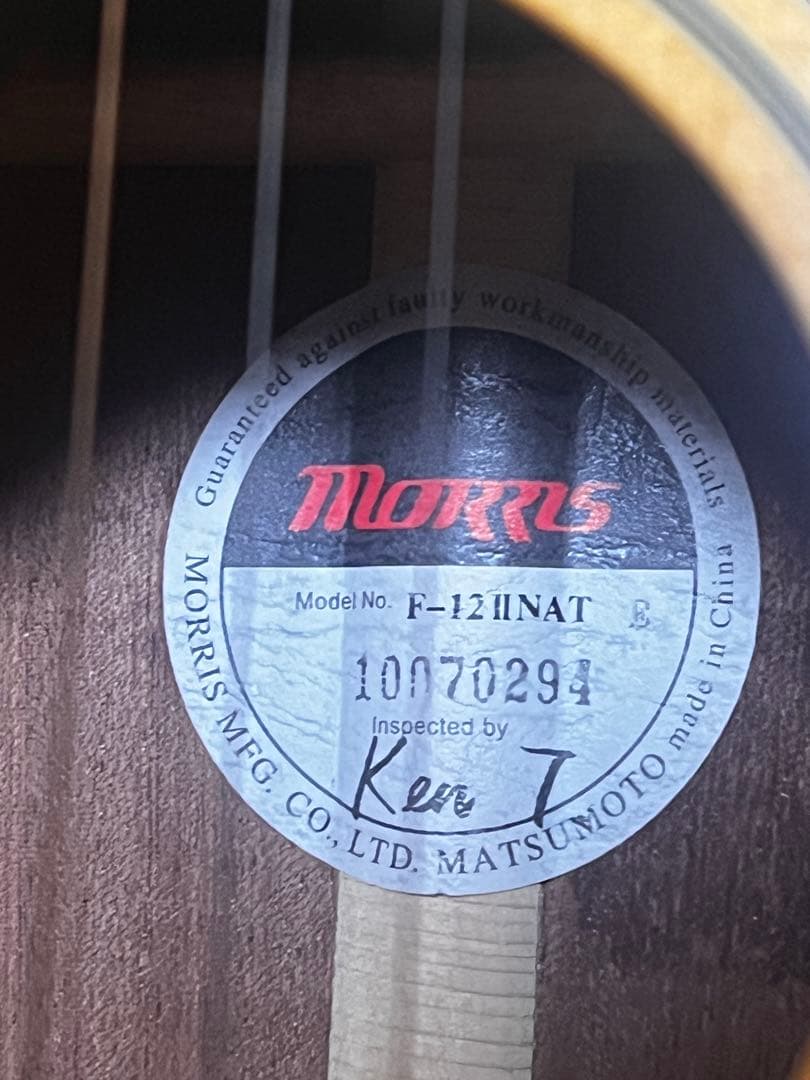 Guaranteed against faulty workmanship materials
MORRIS
Model No. F-12ⅡNAT E
10070294
Inspected by
Ken T
MORRIS MFG. CO., LTD. MATSUMOTO made in China